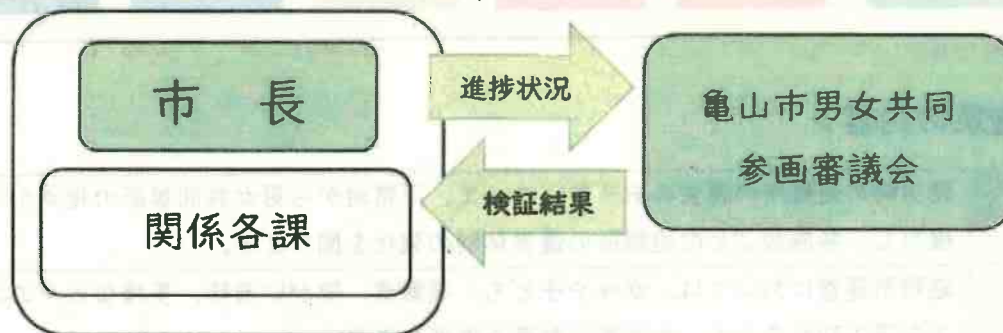 市 長
関係各課
進捗状況
検証結果
亀山市男女共同
参画審議会